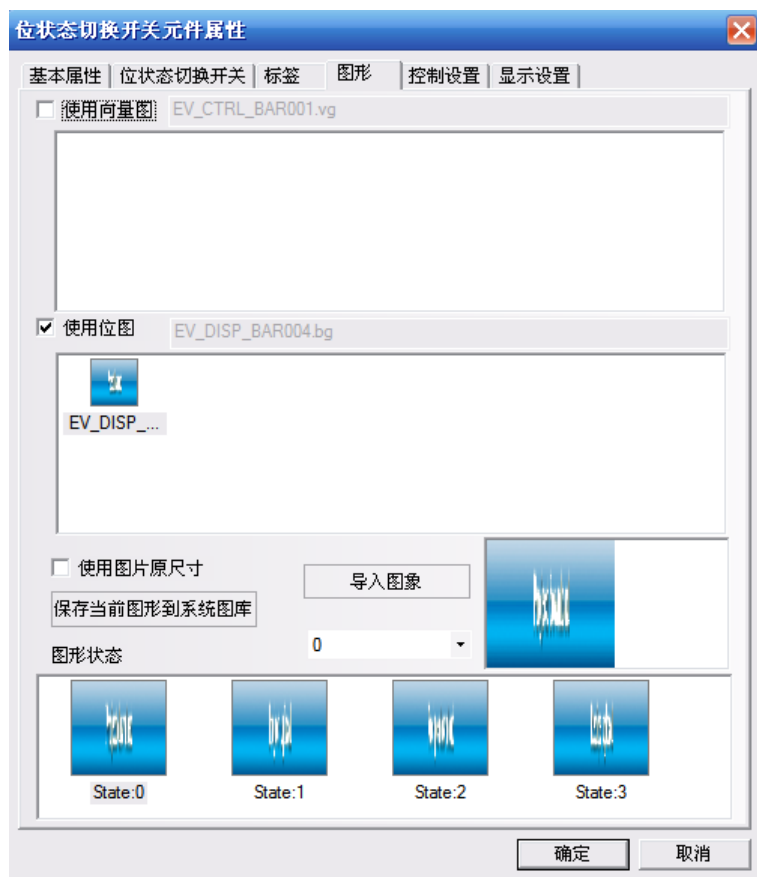 位状态切换开关元件属性
基本属性 位状态切换开关 标签 图形 控制设置 显示设置
使用向量图 EV_CTRL_BAR001.vg
使用位图 EV_DISP_BAR004.bg
EV_DISP_...
使用图片原尺寸
导入图象
保存当前图形到系统图库
图形状态 0
State:0 State:1 State:2 State:3
确定 取消